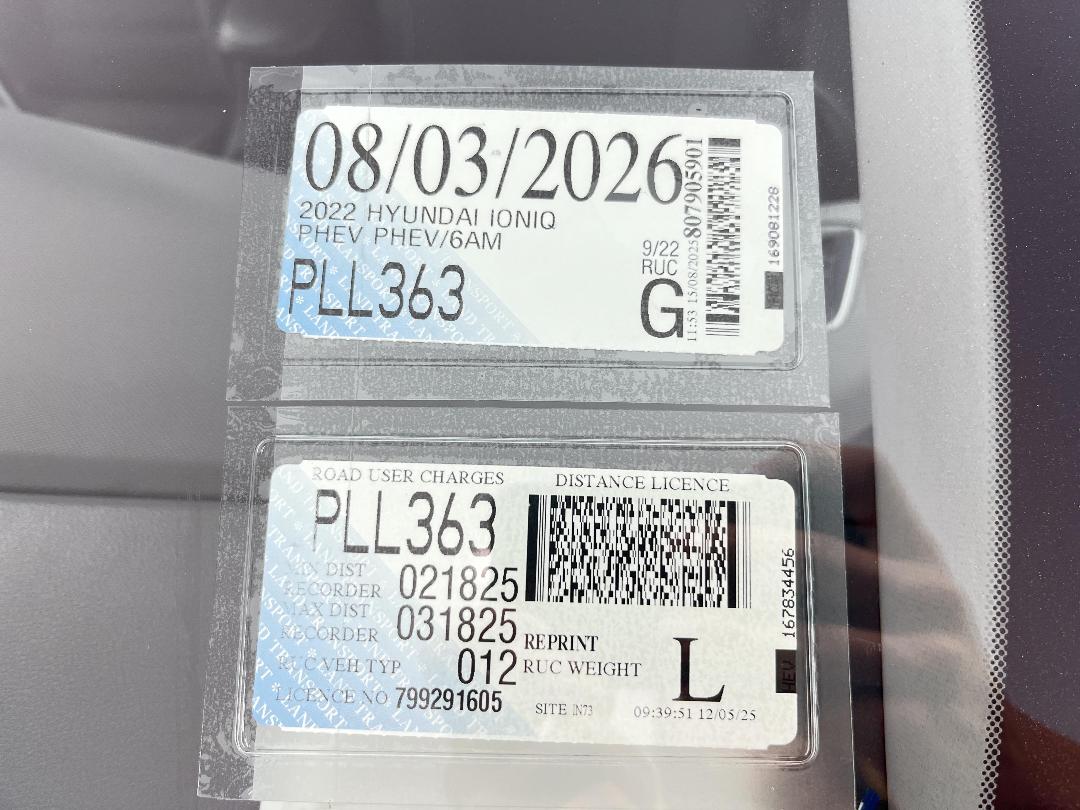 08/03/2026
2022 HYUNDAI IONIQ
PHEV PHEV/6AM
PLL363
9/22
RUC
G
11:53 15/08/2025
807905901
169081228
ROAD USER CHARGES
DISTANCE LICENCE
PLL363
MIN DIST
RECORDER 021825
MAX DIST
RECORDER 031825
REPRINT
RUC VEH TYP 012
RUC WEIGHT L
LICENCE NO 799291605
SITE IN73
09:39:51 12/05/25
167834456
HEV